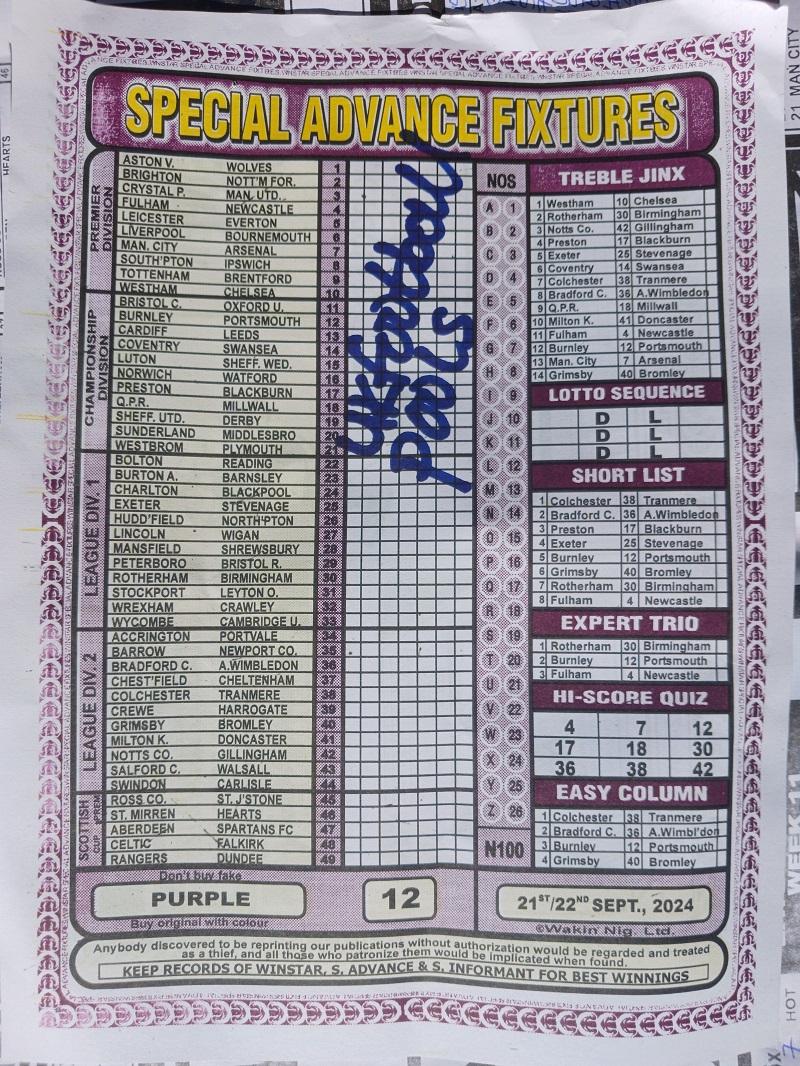 SPECIAL ADVANCE FIXTURES
PREMIER DIVISION
ASTON V. WOLVES 1
BRIGHTON NOTT'M FOR. 2
CRYSTAL P. MAN. UTD. 3
FULHAM NEWCASTLE 4
LEICESTER EVERTON 5
LIVERPOOL BOURNEMOUTH 6
MAN. CITY ARSENAL 7
SOUTH'PTON IPSWICH 8
TOTTENHAM BRENTFORD 9
WESTHAM CHELSEA 10
CHAMPIONSHIP DIVISION
BRISTOL C. OXFORD U. 11
BURNLEY PORTSMOUTH 12
CARDIFF LEEDS 13
COVENTRY SWANSEA 14
LUTON SHEFF. WED. 15
NORWICH WATFORD 16
PRESTON BLACKBURN 17
Q.P.R. MILLWALL 18
SHEFF. UTD. DERBY 19
SUNDERLAND MIDDLESBRO 20
WESTBROM PLYMOUTH 21
LEAGUE DIV. 1
BOLTON READING 22
BURTON A. BARNSLEY 23
CHARLTON BLACKPOOL 24
EXETER STEVENAGE 25
HUDD'FIELD NORTH'PTON 26
LINCOLN WIGAN 27
MANSFIELD SHREWSBURY 28
PETERBORO BRISTOL R. 29
ROTHERHAM BIRMINGHAM 30
STOCKPORT LEYTON O. 31
WREXHAM CRAWLEY 32
WYCOMBE CAMBRIDGE U. 33
LEAGUE DIV. 2
ACCRINGTON PORTVALE 34
BARROW NEWPORT CO. 35
BRADFORD C. A.WIMBLEDON 36
CHEST'FIELD CHELTENHAM 37
COLCHESTER TRANMERE 38
CREWE HARROGATE 39
GRIMSBY BROMLEY 40
MILTON K. DONCASTER 41
NOTTS CO. GILLINGHAM 42
SALFORD C. WALSALL 43
SWINDON CARLISLE 44
SCOTTISH
ROSS CO. ST. J'STONE 45
ST. MIRREN HEARTS 46
ABERDEEN SPARTANS FC 47
CELTIC FALKIRK 48
RANGERS DUNDEE 49
UK football
pools
NOS
A 1
B 2
C 3
D 4
E 5
F 6
G 7
H 8
I 9
J 10
K 11
L 12
M 13
N 14
O 15
P 16
Q 17
R 18
S 19
T 20
U 21
V 22
W 23
X 24
Y 25
Z 26
N100
TREBLE JINX
1 Westham 10 Chelsea
2 Rotherham 30 Birmingham
3 Notts Co. 42 Gillingham
4 Preston 17 Blackburn
5 Exeter 25 Stevenage
6 Coventry 14 Swansea
7 Colchester 38 Tranmere
8 Bradford C. 36 A.Wimbledon
9 Q.P.R. 18 Millwall
10 Milton K. 41 Doncaster
11 Fulham 4 Newcastle
12 Burnley 12 Portsmouth
13 Man. City 7 Arsenal
14 Grimsby 40 Bromley
LOTTO SEQUENCE
D L
D L
D L
SHORT LIST
1 Colchester 38 Tranmere
2 Bradford C. 36 A.Wimbledon
3 Preston 17 Blackburn
4 Exeter 25 Stevenage
5 Burnley 12 Portsmouth
6 Grimsby 40 Bromley
7 Rotherham 30 Birmingham
8 Fulham 4 Newcastle
EXPERT TRIO
1 Rotherham 30 Birmingham
2 Burnley 12 Portsmouth
3 Fulham 4 Newcastle
HI-SCORE QUIZ
4 7 12
17 18 30
36 38 42
EASY COLUMN
1 Colchester 38 Tranmere
2 Bradford C. 36 A.Wimbl'don
3 Burnley 12 Portsmouth
4 Grimsby 40 Bromley
Don't buy fake
PURPLE
Buy original with colour
12
21ST/22ND SEPT., 2024
©Wakin Nig. Ltd.
Anybody discovered to be reprinting our publications without authorization would be regarded and treated
as a thief, and all those who patronize them would be implicated when found.
KEEP RECORDS OF WINSTAR, S. ADVANCE & S. INFORMANT FOR BEST WINNINGS
HEARTS
46
21 MAN CITY
WEEK 11
HOT